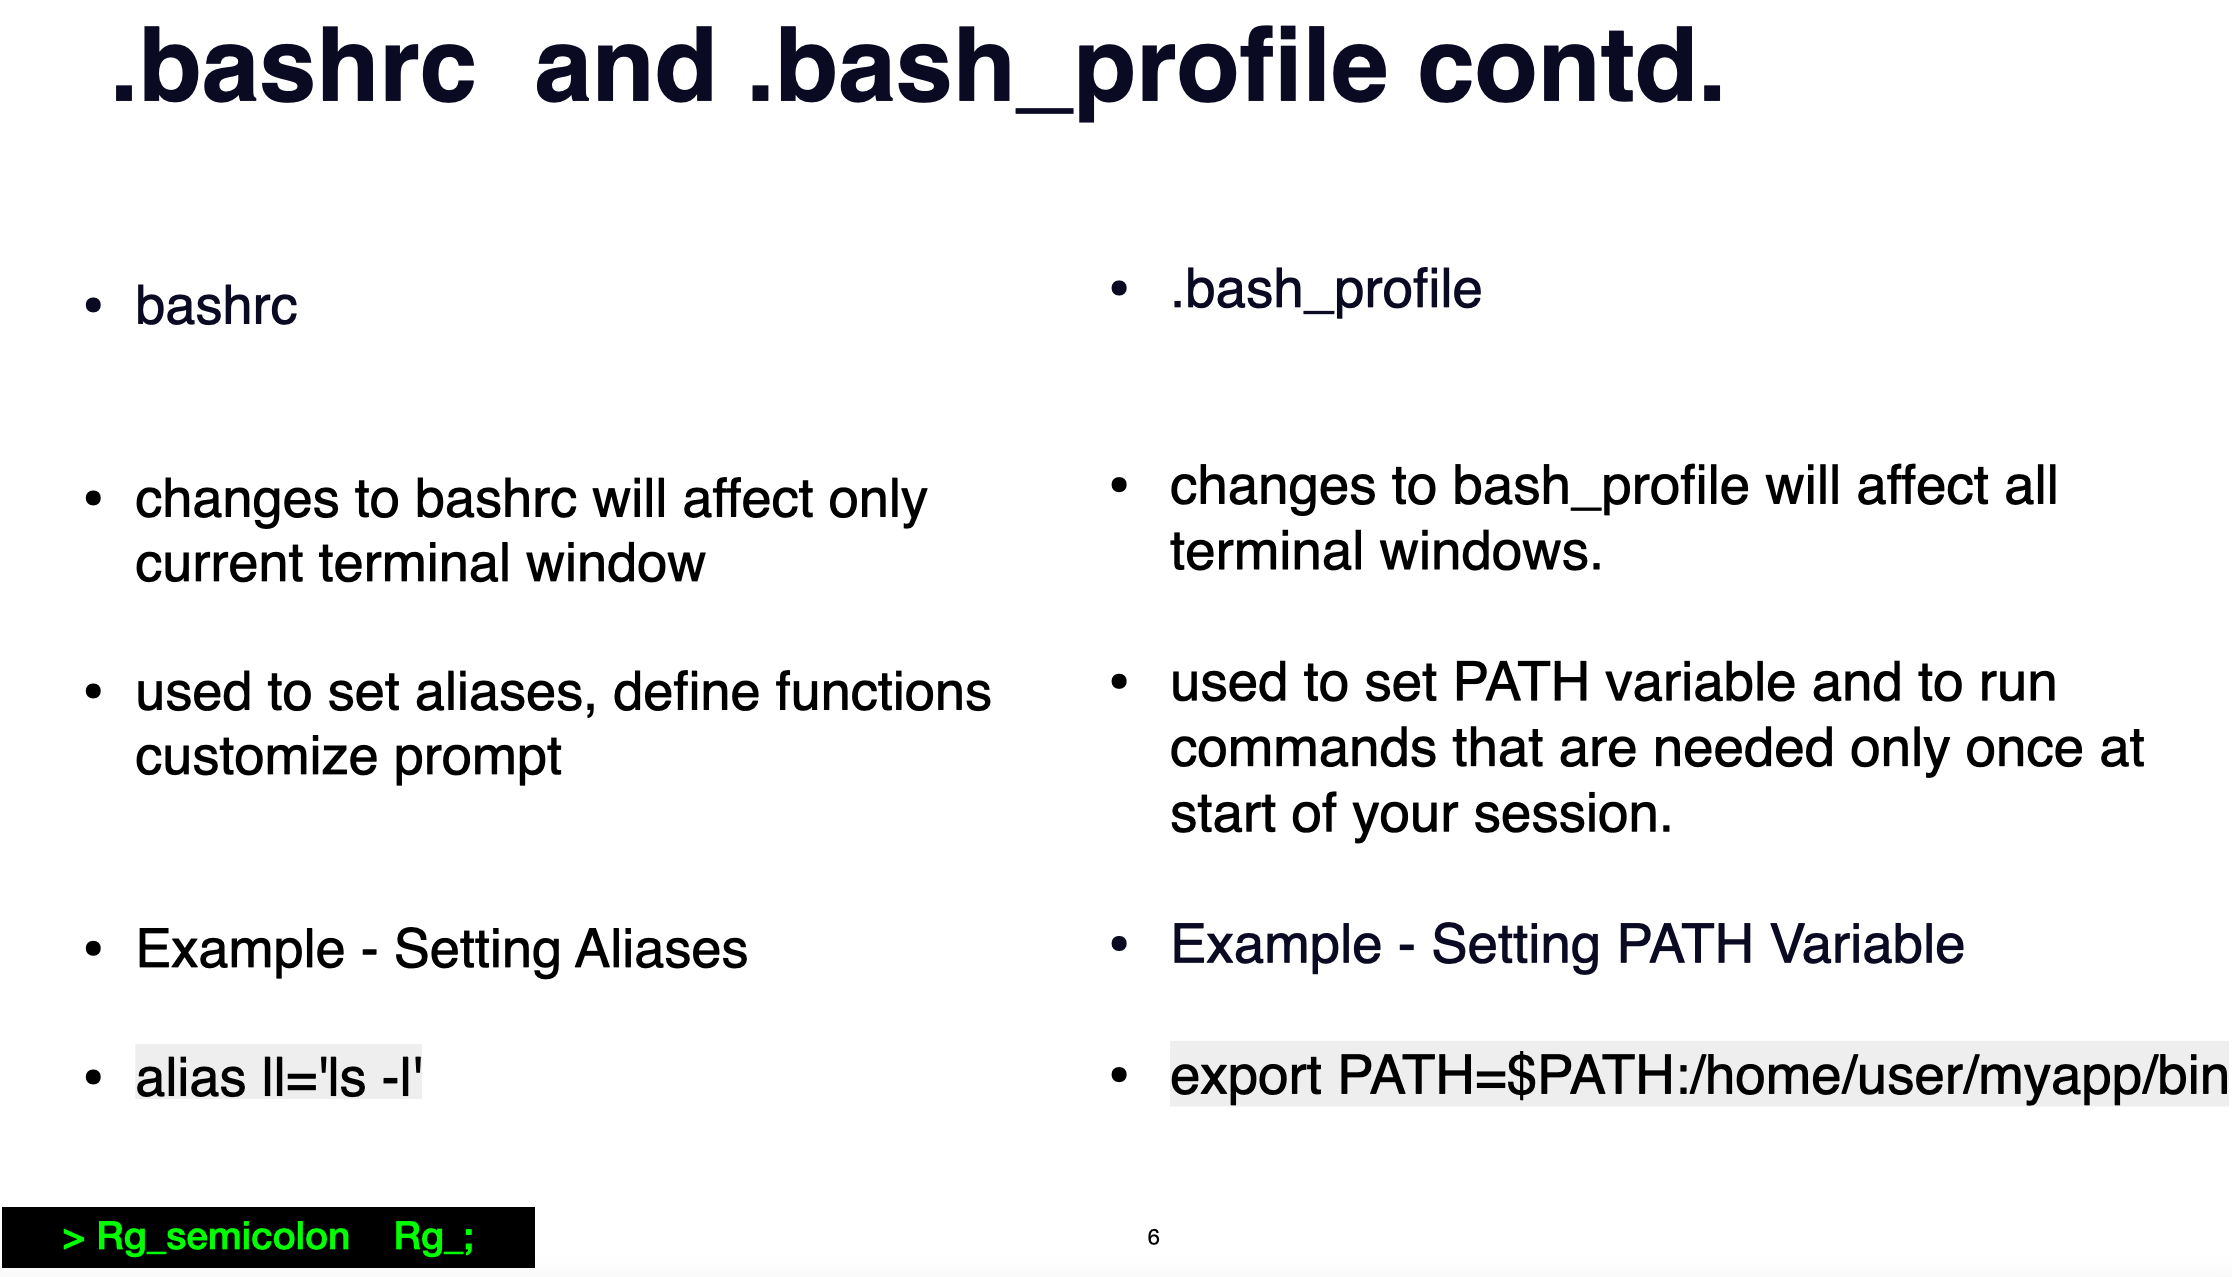 .bashrc  and .bash_profile contd.
• bashrc
• changes to bashrc will affect only
current terminal window
• used to set aliases, define functions
customize prompt
• Example - Setting Aliases
• alias ll='ls -l'
• .bash_profile
• changes to bash_profile will affect all
terminal windows.
• used to set PATH variable and to run
commands that are needed only once at
start of your session.
• Example - Setting PATH Variable
• export PATH=$PATH:/home/user/myapp/bin
> Rg_semicolon    Rg_;
6